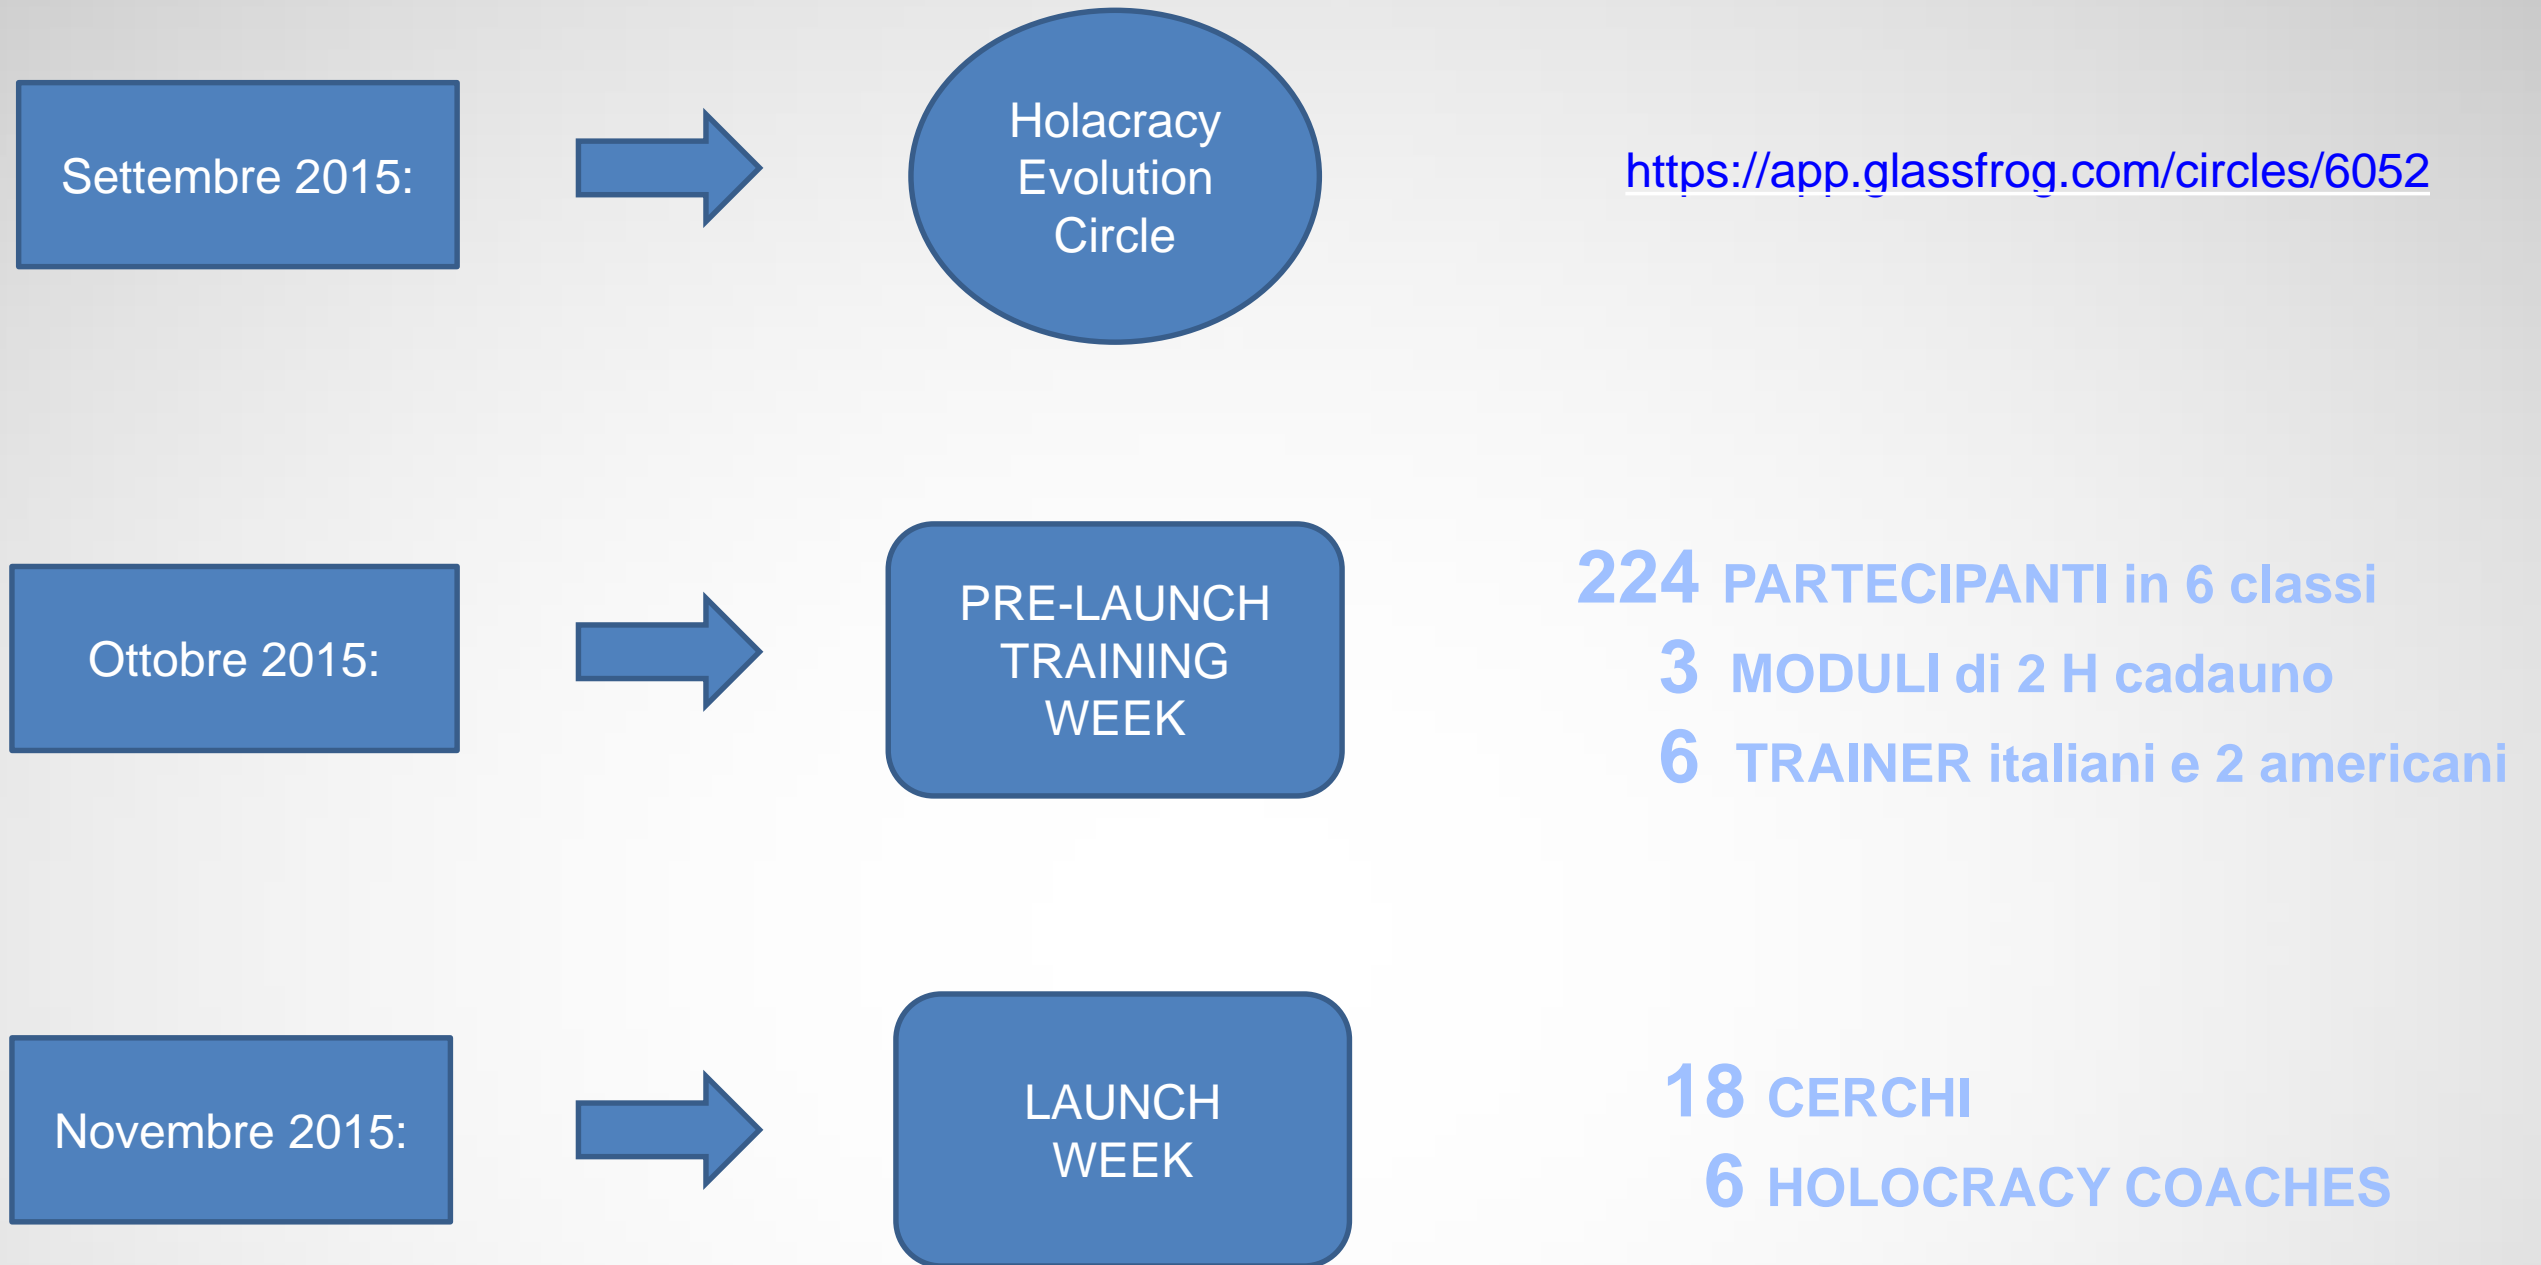 Settembre 2015:
Holacracy
Evolution
Circle
https://app.glassfrog.com/circles/6052
Ottobre 2015:
PRE-LAUNCH
TRAINING
WEEK
224 PARTECIPANTI in 6 classi
3 MODULI di 2 H cadauno
6 TRAINER italiani e 2 americani
Novembre 2015:
LAUNCH
WEEK
18 CERCHI
6 HOLOCRACY COACHES